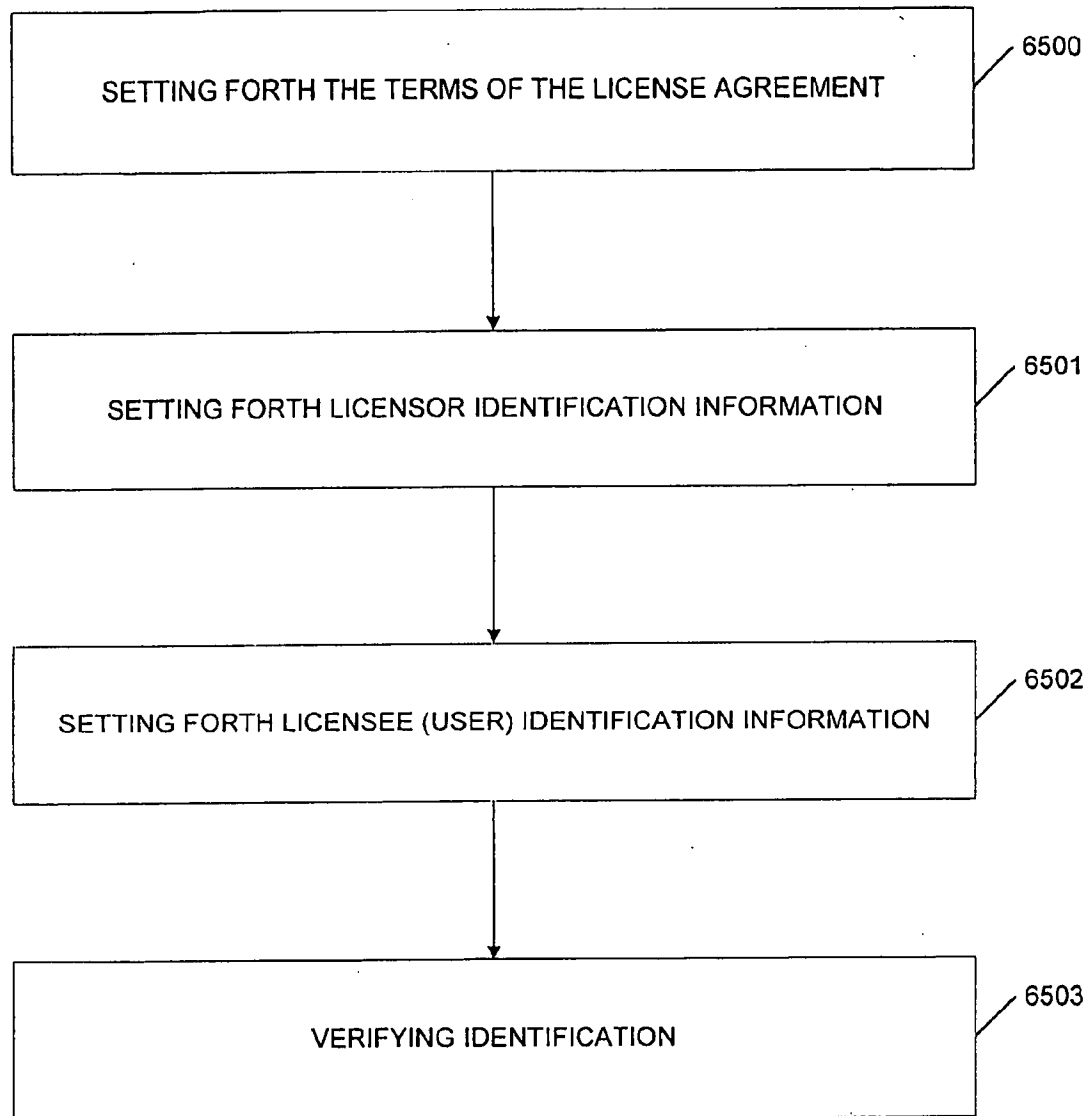 6500
SETTING FORTH THE TERMS OF THE LICENSE AGREEMENT
6501
SETTING FORTH LICENSOR IDENTIFICATION INFORMATION
6502
SETTING FORTH LICENSEE (USER) IDENTIFICATION INFORMATION
6503
VERIFYING IDENTIFICATION